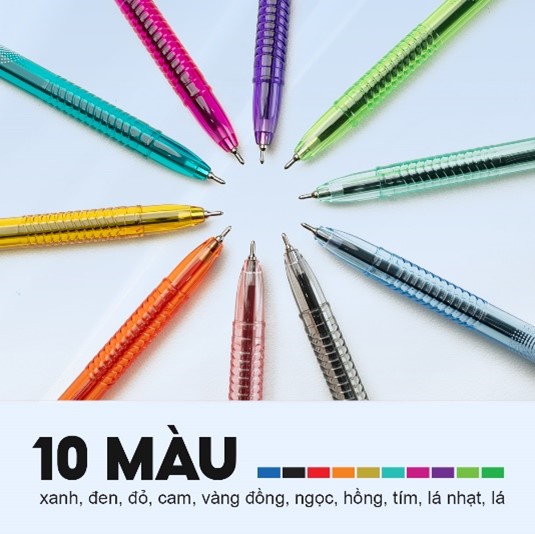 10 MÀU
xanh, đen, đỏ, cam, vàng đồng, ngọc, hồng, tím, lá nhạt, lá